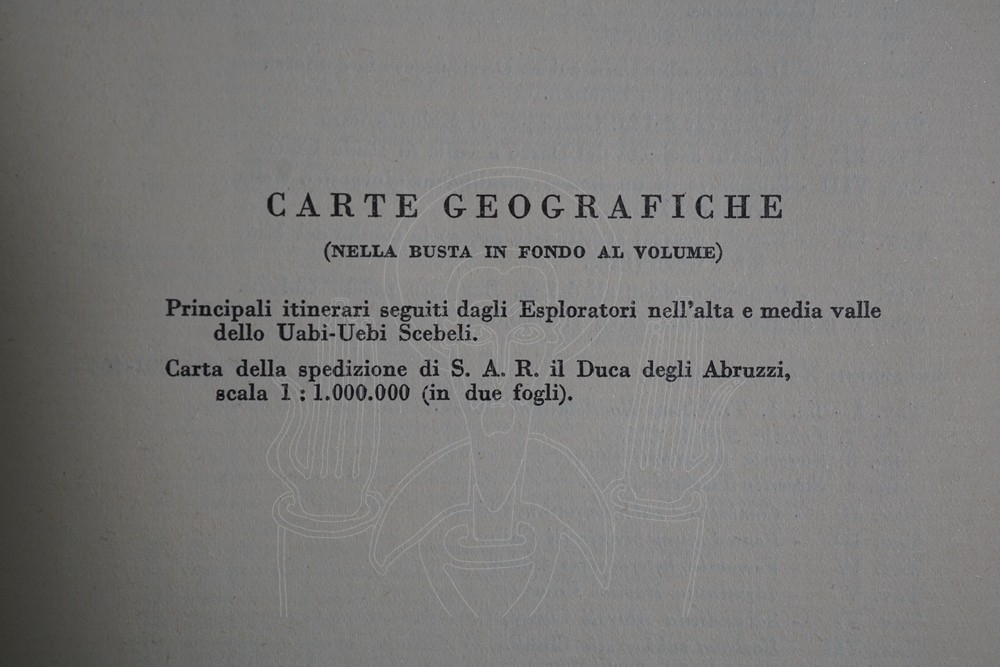 CARTE GEOGRAFICHE
(NELLA BUSTA IN FONDO AL VOLUME)
Principali itinerari seguiti dagli Esploratori nell'alta e media valle
dello Uabi-Uebi Scebeli.
Carta della spedizione di S. A. R. il Duca degli Abruzzi,
scala 1 : 1.000.000 (in due fogli).